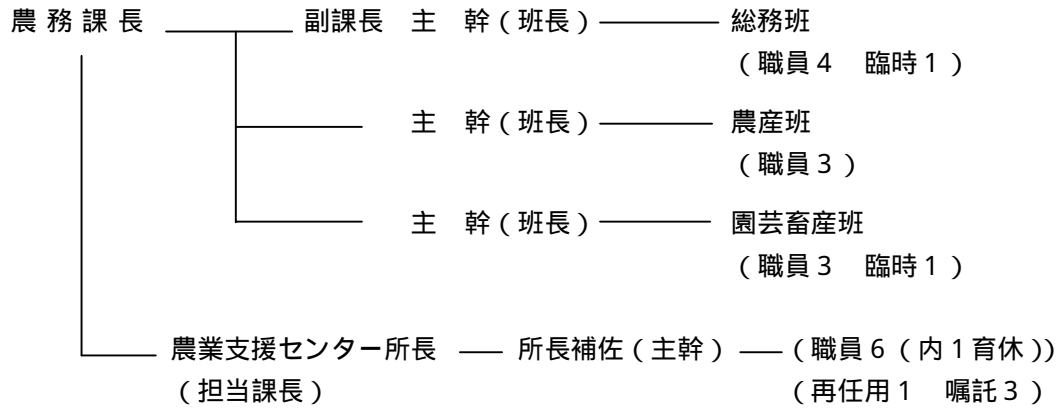 農 務 課 長 副課長 主 幹（班長） 総務班
（職員４ 臨時１）
主 幹（班長） 農産班
（職員３）
主 幹（班長） 園芸畜産班
（職員３ 臨時１）
農業支援センター所長 所長補佐（主幹） （職員６（内１育休））
（担当課長） （再任用１ 嘱託３）